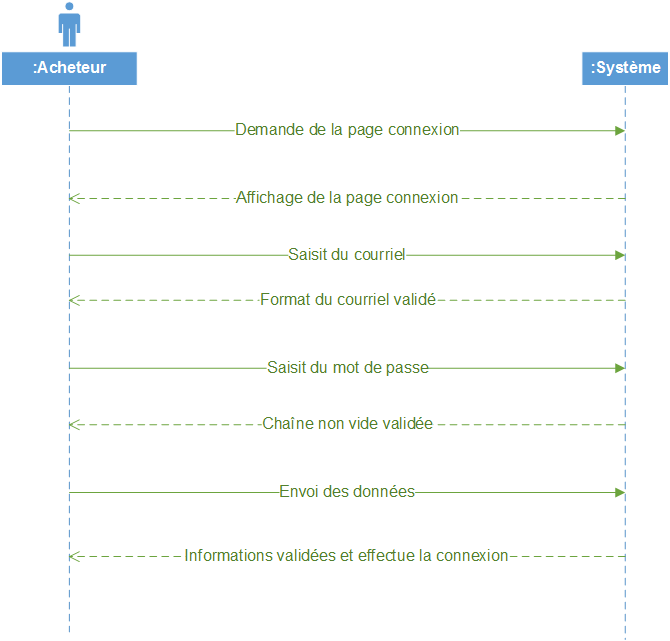 :Acheteur
:Système
Demande de la page connexion
Affichage de la page connexion
Saisit du courriel
Format du courriel validé
Saisit du mot de passe
Chaîne non vide validée
Envoi des données
Informations validées et effectue la connexion